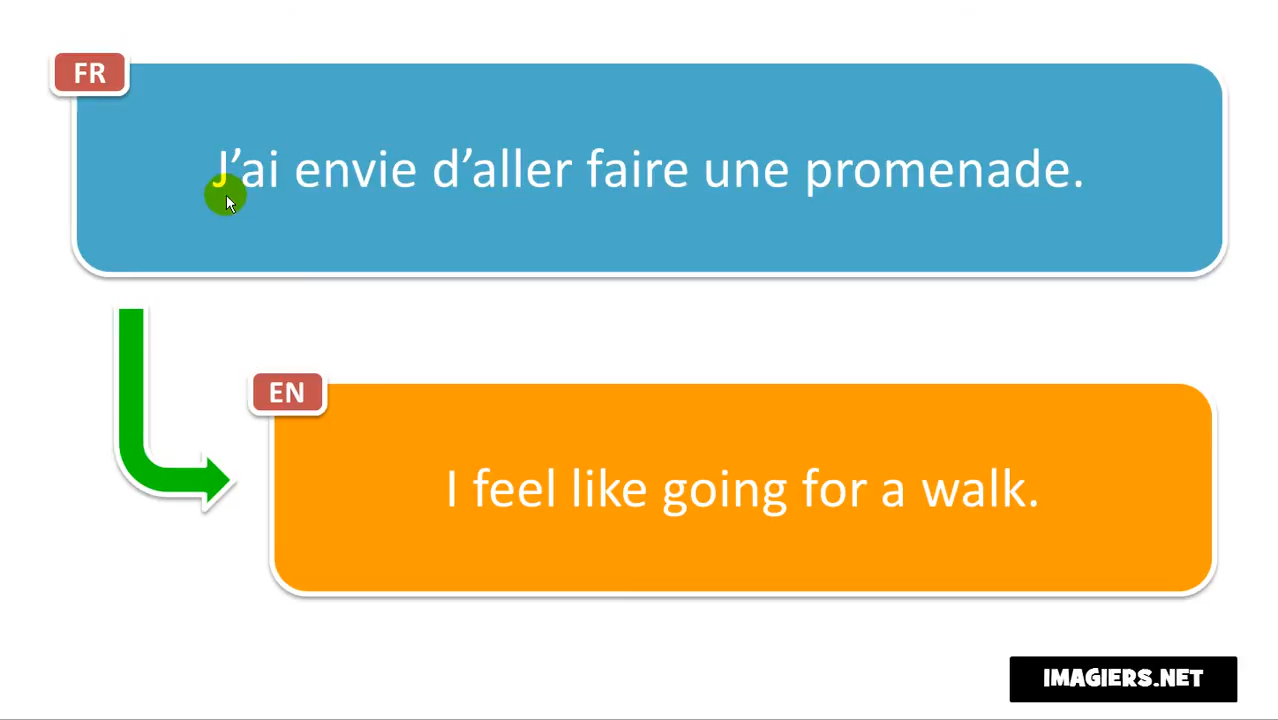 FR
J’ai envie d’aller faire une promenade.
EN
I feel like going for a walk.
IMAGIERS.NET